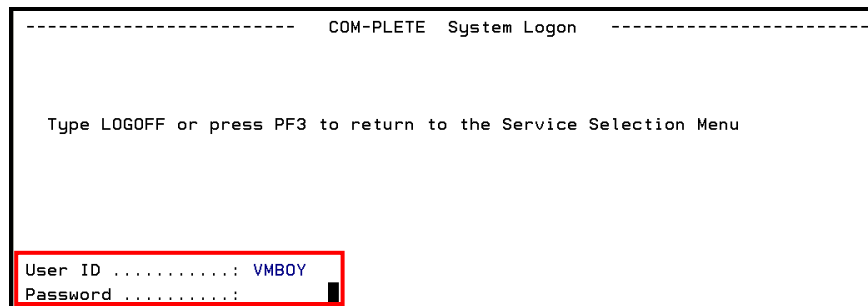 -------------------------- COM-PLETE System Logon -------------------------
Type LOGOFF or press PF3 to return to the Service Selection Menu
User ID ...........: VMBOY
Password ..........: